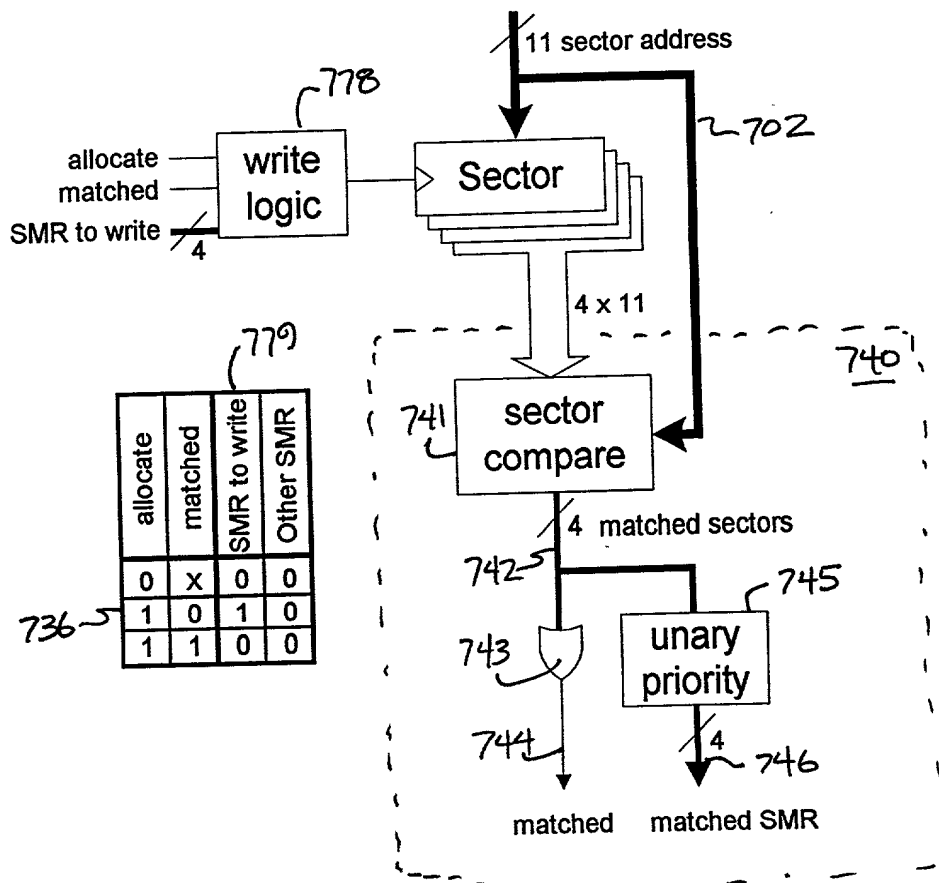 11 sector address
778
702
allocate
matched
SMR to write
4
write
logic
Sector
4 x 11
779
740
allocate
matched
SMR to write
Other SMR
0 x 0 0
1 0 1 0
1 1 0 0
736
741
sector
compare
4 matched sectors
742
745
743
unary
priority
744
4
746
matched
matched SMR